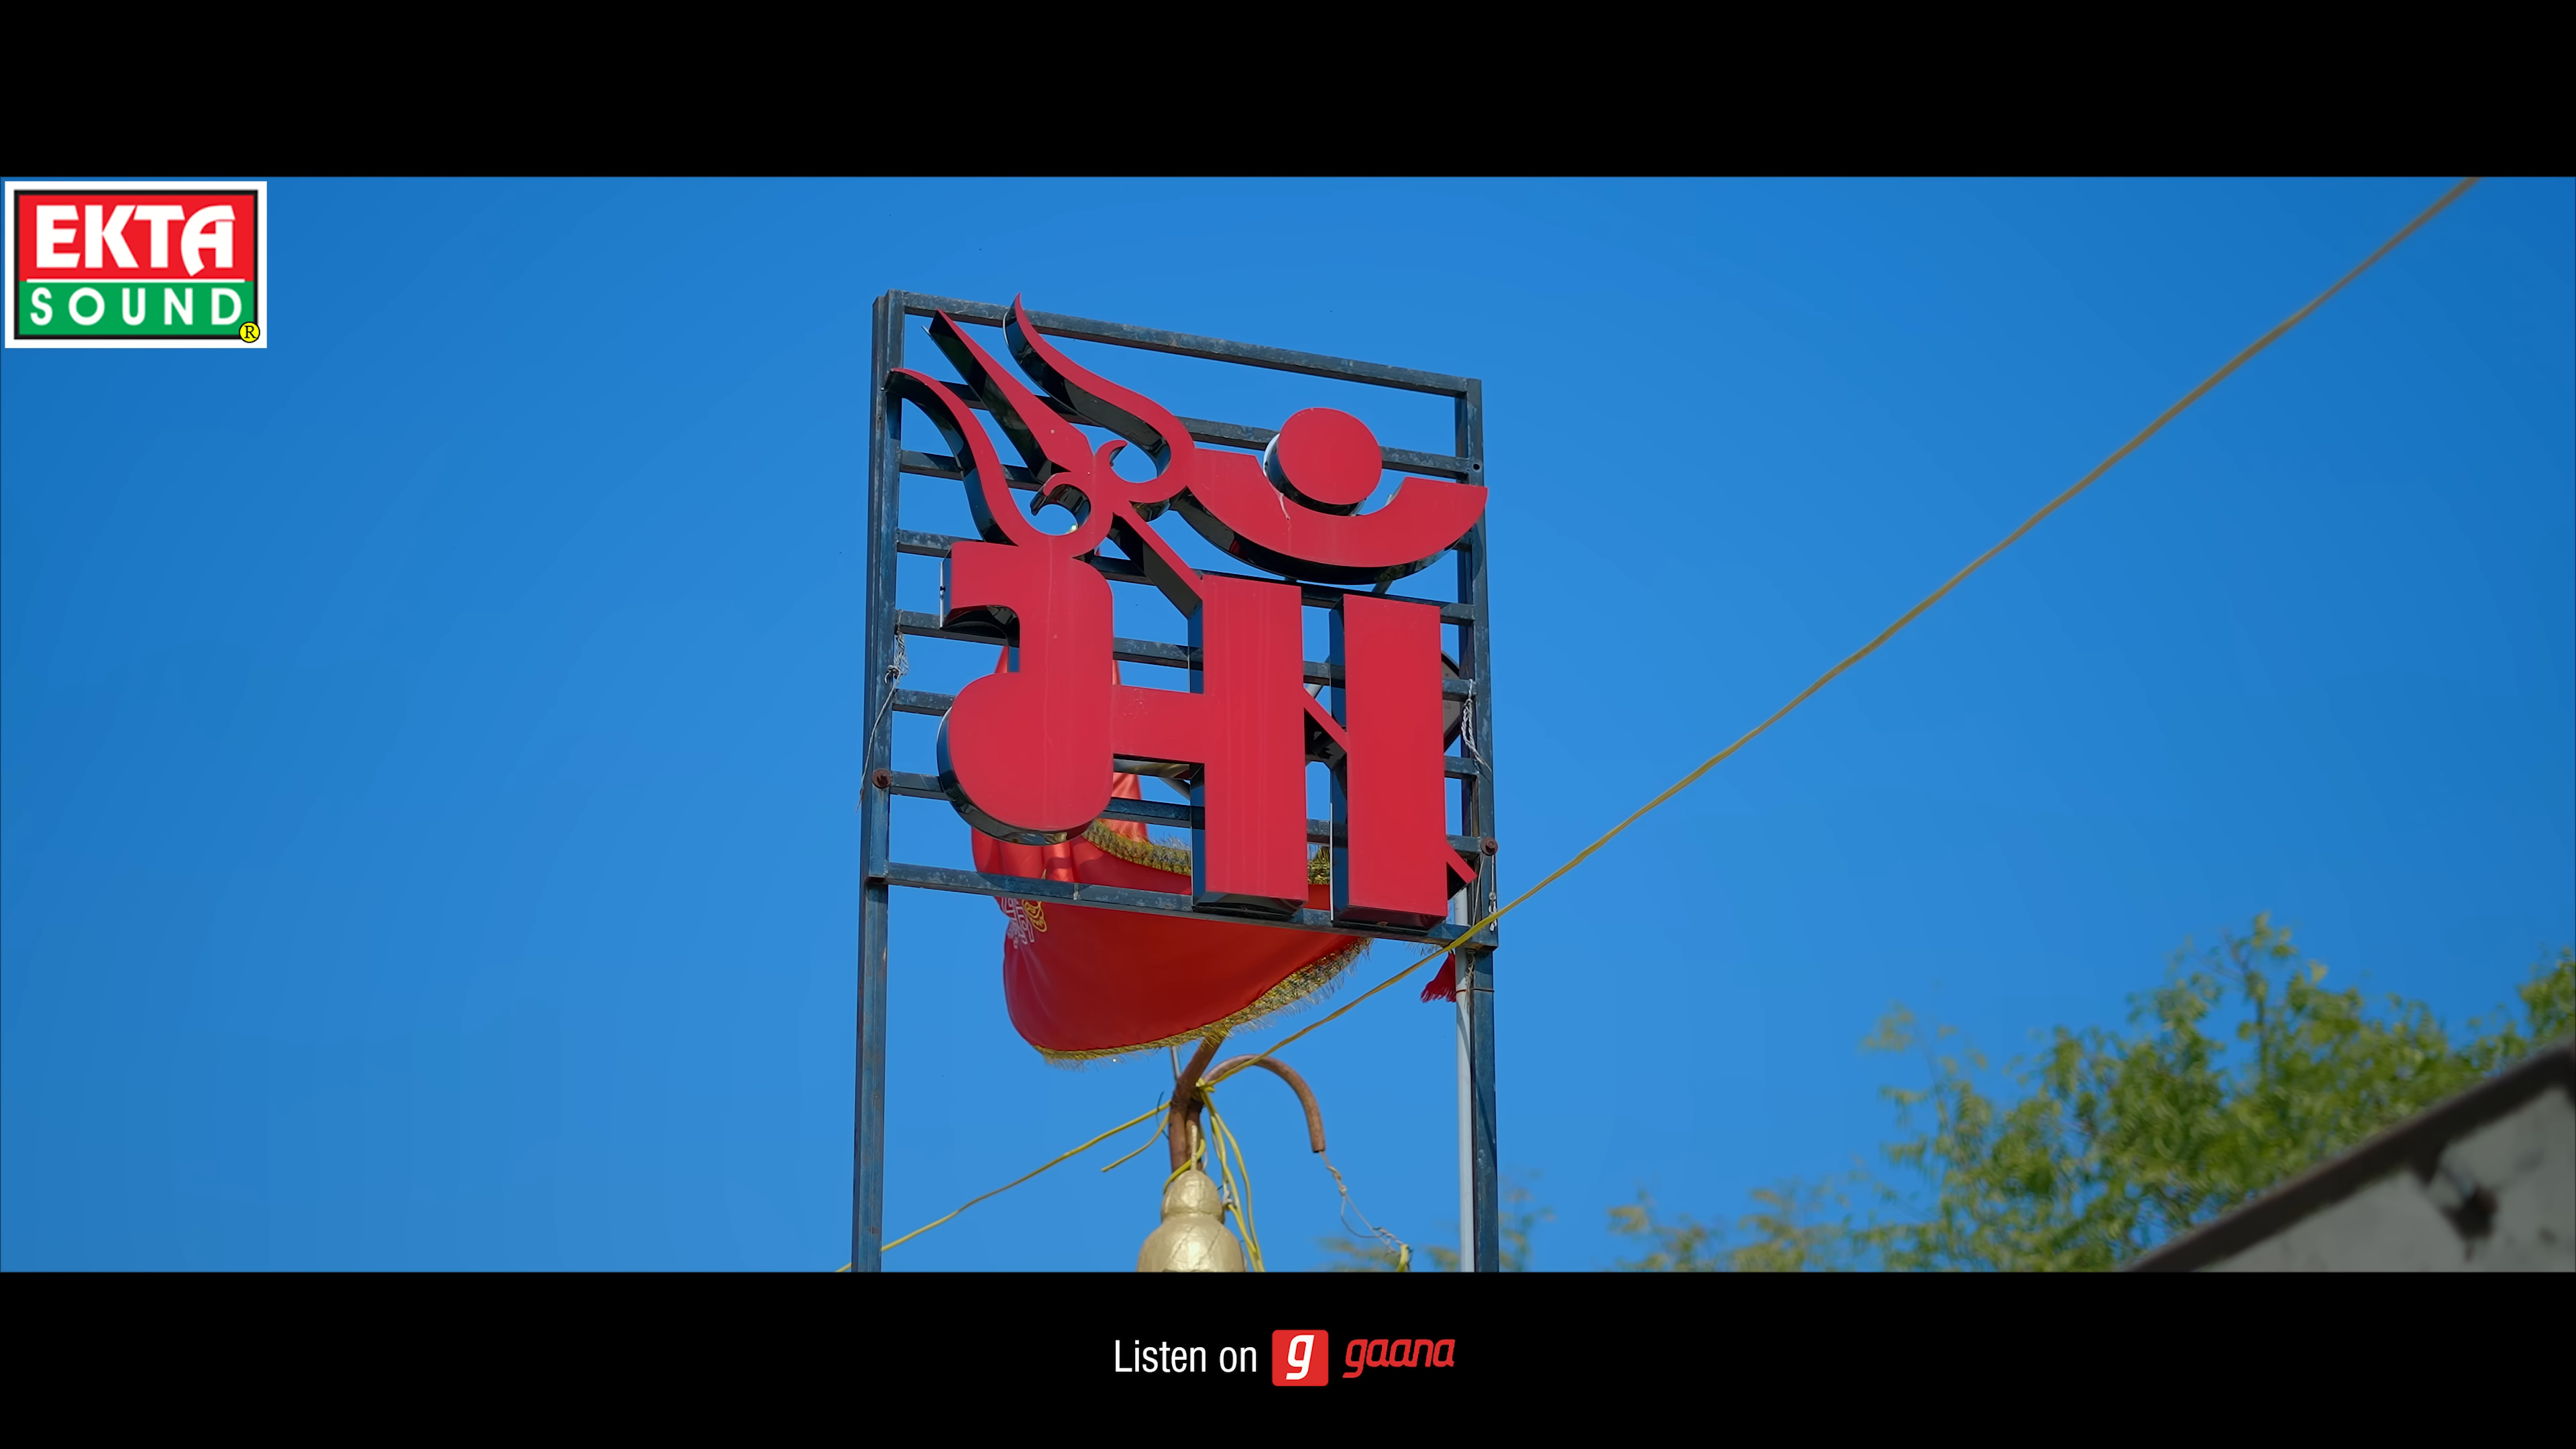 EKTA
SOUND
®
माँ
Listen on g gaana